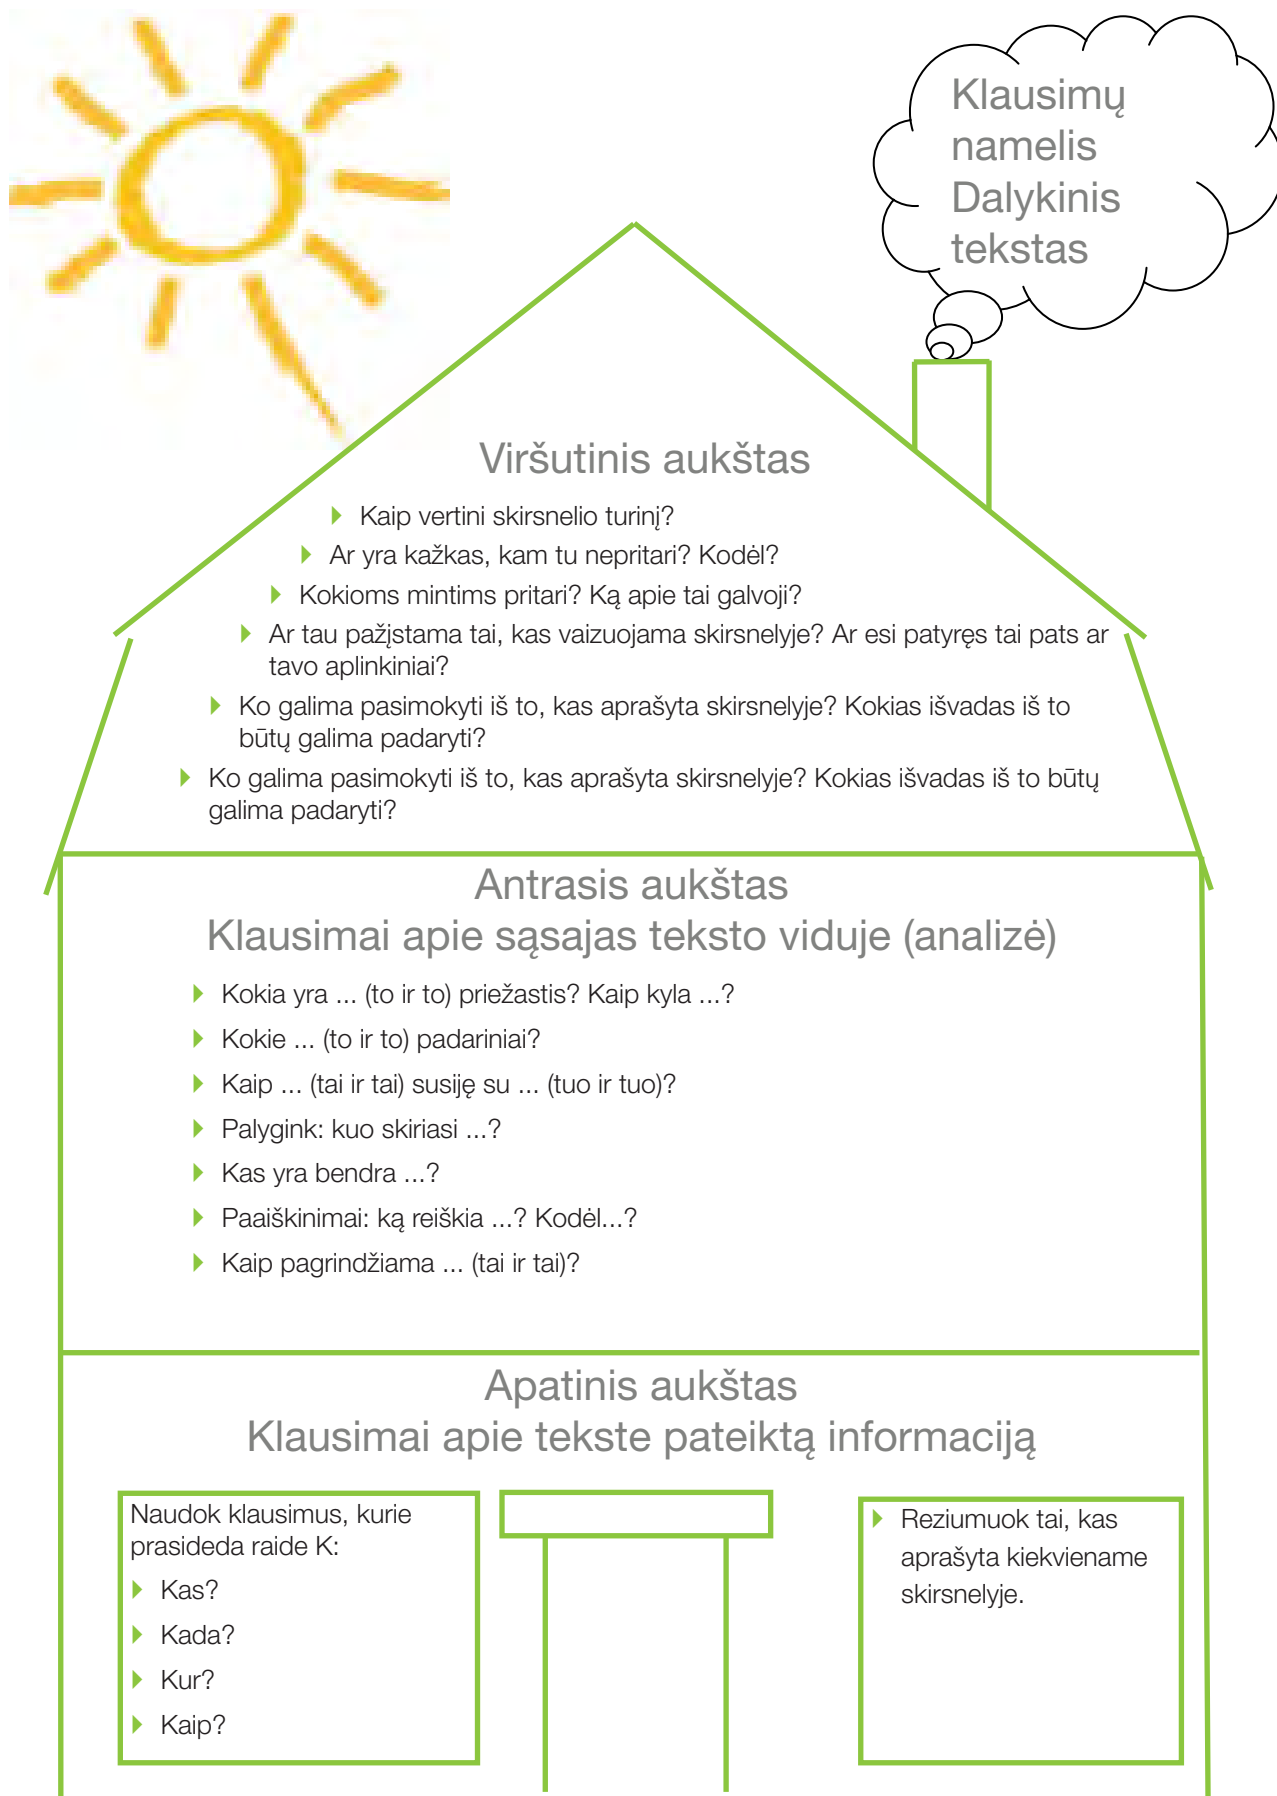 Klausimų
namelis
Dalykinis
tekstas
Viršutinis aukštas
Kaip vertini skirsnelio turinį?
Ar yra kažkas, kam tu nepritari? Kodėl?
Kokioms mintims pritari? Ką apie tai galvoji?
Ar tau pažįstama tai, kas vaizuojama skirsnelyje? Ar esi patyręs tai pats ar
tavo aplinkiniai?
Ko galima pasimokyti iš to, kas aprašyta skirsnelyje? Kokias išvadas iš to
būtų galima padaryti?
Ko galima pasimokyti iš to, kas aprašyta skirsnelyje? Kokias išvadas iš to būtų
galima padaryti?
Antrasis aukštas
Klausimai apie sąsajas teksto viduje (analizė)
Kokia yra ... (to ir to) priežastis? Kaip kyla ...?
Kokie ... (to ir to) padariniai?
Kaip ... (tai ir tai) susiję su ... (tuo ir tuo)?
Palygink: kuo skiriasi ...?
Kas yra bendra ...?
Paaiškinimai: ką reiškia ...? Kodėl...?
Kaip pagrindžiama ... (tai ir tai)?
Apatinis aukštas
Klausimai apie tekste pateiktą informaciją
Naudok klausimus, kurie
prasideda raide K:
Kas?
Kada?
Kur?
Kaip?
Reziumuok tai, kas
aprašyta kiekviename
skirsnelyje.